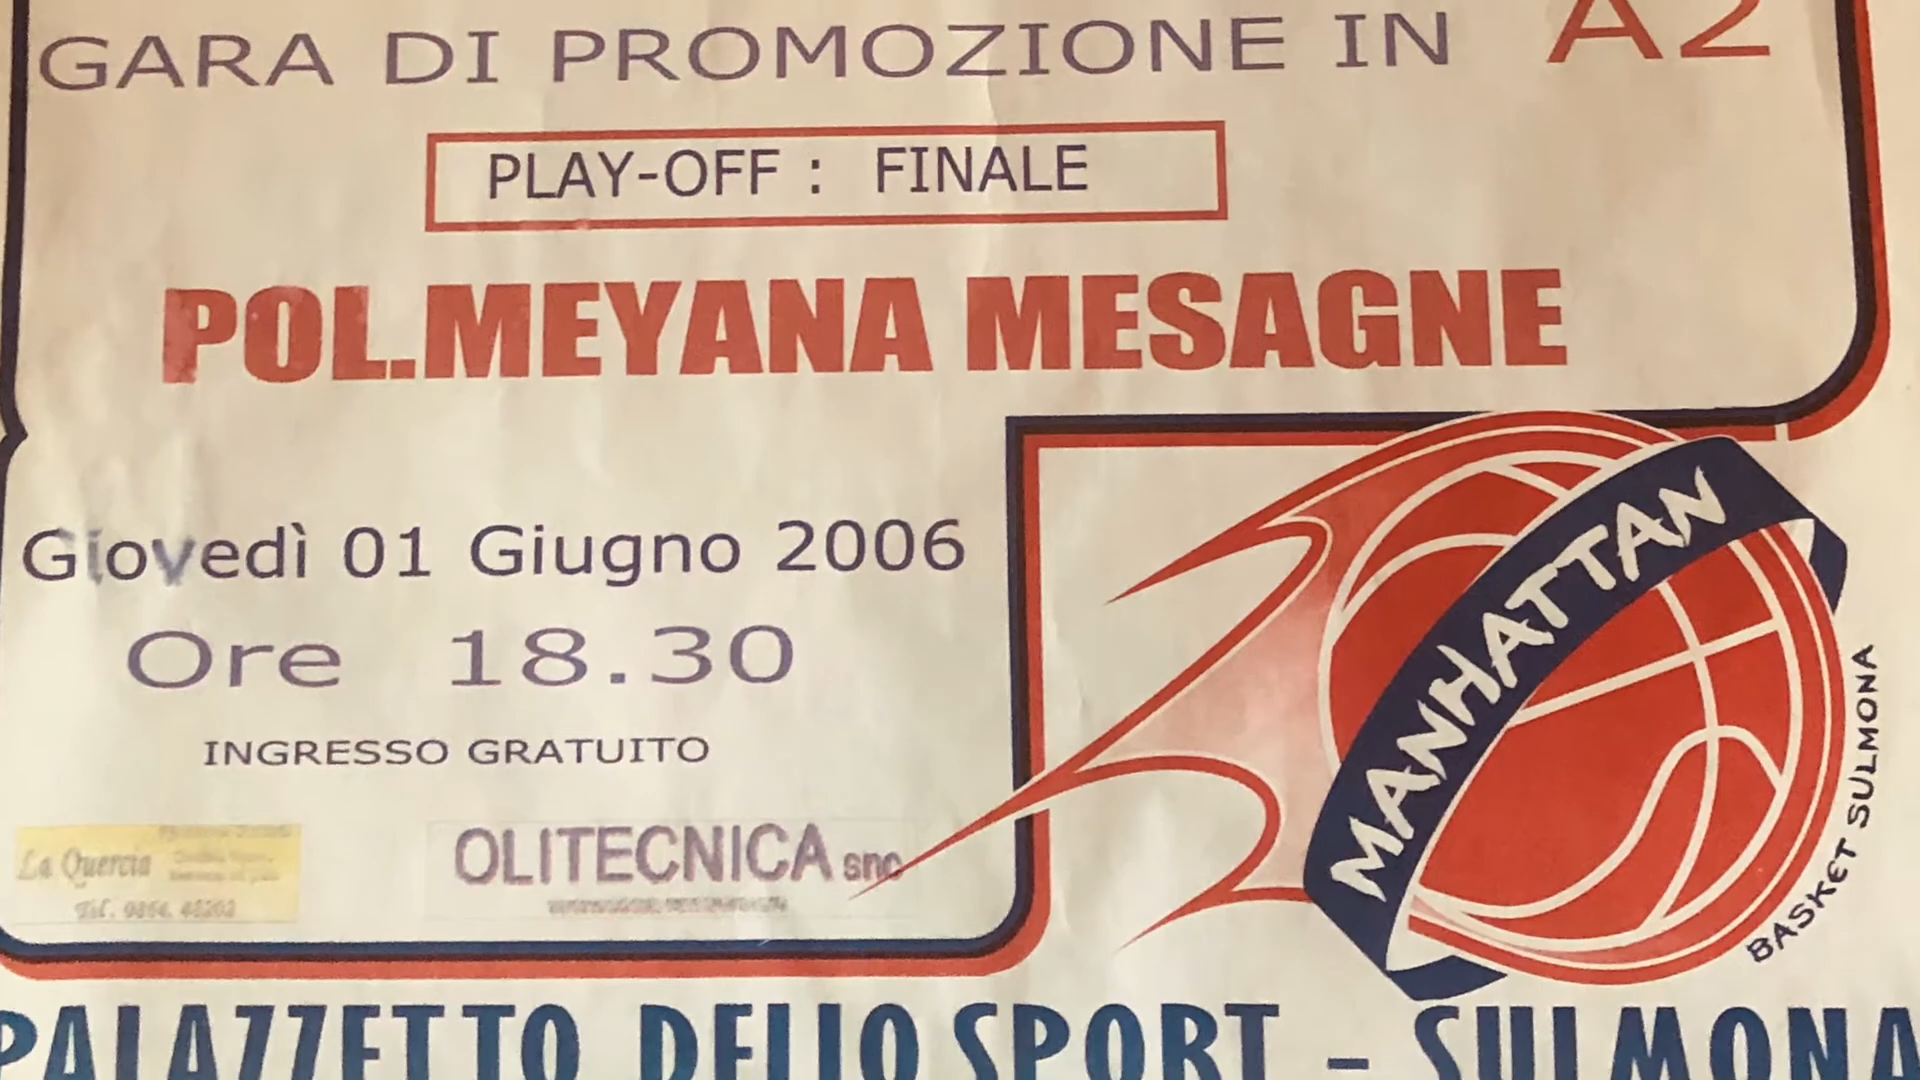 GARA DI PROMOZIONE IN A2
PLAY-OFF : FINALE
POL.MEYANA MESAGNE
Giovedì 01 Giugno 2006
Ore 18.30
INGRESSO GRATUITO
La Quercia
OLITECNICA snc
MANHATTAN
BASKET SULMONA
PALAZZETTO DELLO SPORT - SULMONA